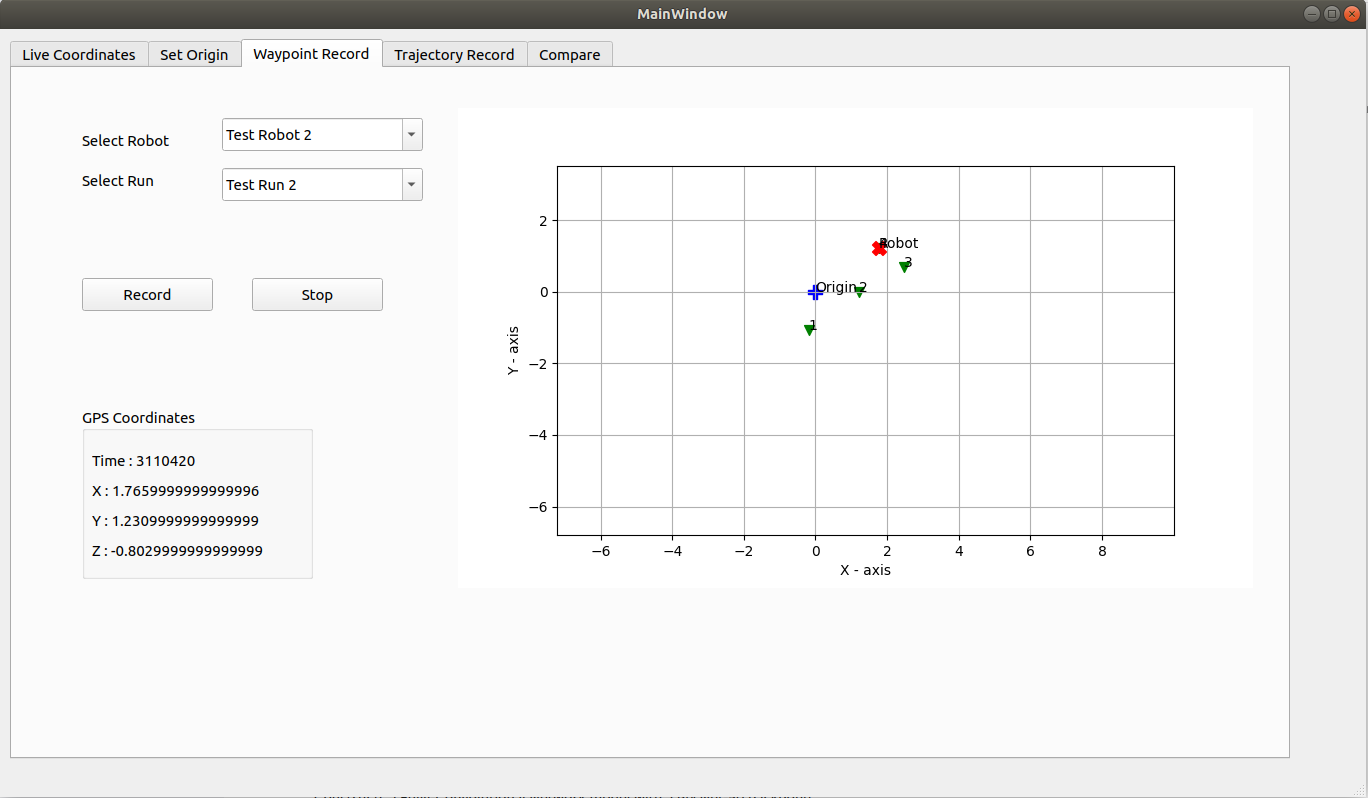 MainWindow
Live Coordinates
Set Origin
Waypoint Record
Trajectory Record
Compare
Select Robot
Test Robot 2
Select Run
Test Run 2
Record
Stop
GPS Coordinates
Time : 3110420
X : 1.7659999999999996
Y : 1.2309999999999999
Z : -0.8029999999999999
2
0
−2
−4
−6
Y - axis
Robot
3
Origin 2
1
−6 −4 −2 0 2 4 6 8
X - axis